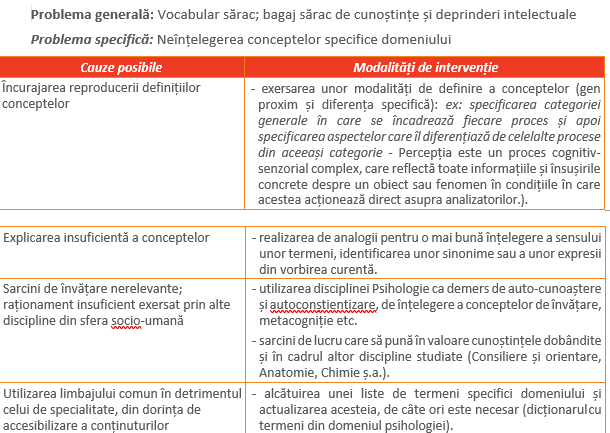 Problema generală: Vocabular sărac; bagaj sărac de cunoștințe și deprinderi intelectuale
Problema specifică: Neînțelegerea conceptelor specifice domeniului
Cauze posibile
Modalități de intervenție
Încurajarea reproducerii definițiilor
conceptelor
- exersarea unor modalități de definire a conceptelor (gen
proxim și diferența specifică): ex: specificarea categoriei
generale în care se încadrează fiecare proces și apoi
specificarea aspectelor care îl diferențiază de celelalte procese
din aceeași categorie - Percepția este un proces cognitiv-
senzorial complex, care reflectă toate informațiile și însușirile
concrete despre un obiect sau fenomen în condițiile în care
acestea acționează direct asupra analizatorilor.).
Explicarea insuficientă a conceptelor
- realizarea de analogii pentru o mai bună înțelegere a sensului
unor termeni, identificarea unor sinonime sau a unor expresii
din vorbirea curentă.
Sarcini de învățare nerelevante;
raționament insuficient exersat prin alte
discipline din sfera socio-umană
- utilizarea disciplinei Psihologie ca demers de auto-cunoaștere
și autoconstientizare, de înțelegere a conceptelor de învățare,
metacogniție etc.
- sarcini de lucru care să pună în valoare cunoștințele dobândite
și în cadrul altor discipline studiate (Consiliere și orientare,
Anatomie, Chimie ș.a.).
Utilizarea limbajului comun în detrimentul
celui de specialitate, din dorința de
accesibilizare a conținuturilor
- alcătuirea unei liste de termeni specifici domeniului și
actualizarea acesteia, de câte ori este necesar (dicționarul cu
termeni din domeniul psihologiei).